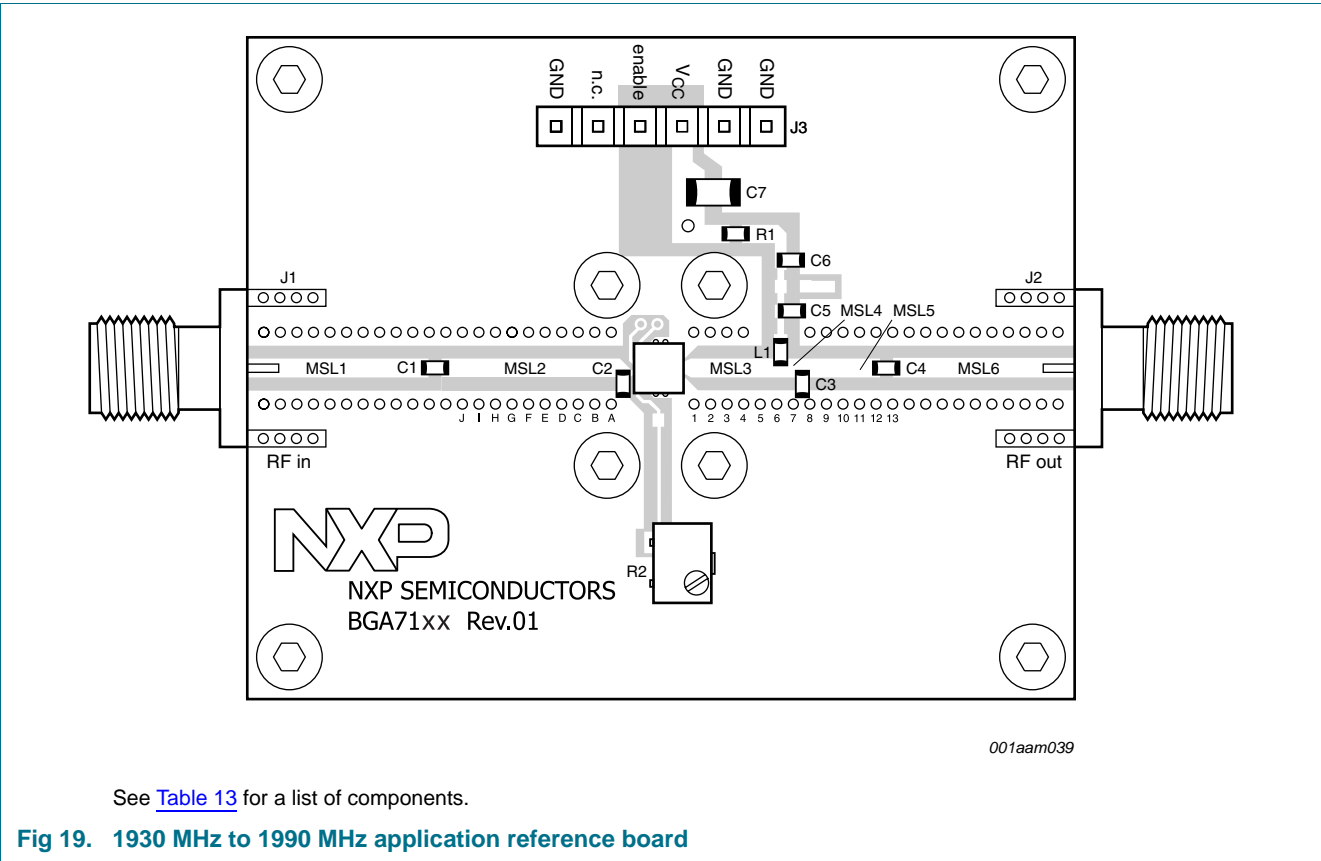 GND
n.c.
enable
VCC
GND
GND
J3
C7
R1
C6
J1
J2
C5
MSL4
MSL5
L1
MSL1
C1
MSL2
C2
MSL3
C3
C4
MSL6
J I H G F E D C B A
1 2 3 4 5 6 7 8 9 10 11 12 13
RF in
RF out
NXP
R2
NXP SEMICONDUCTORS
BGA71xx Rev.01
001aam039
See Table 13 for a list of components.
Fig 19. 1930 MHz to 1990 MHz application reference board